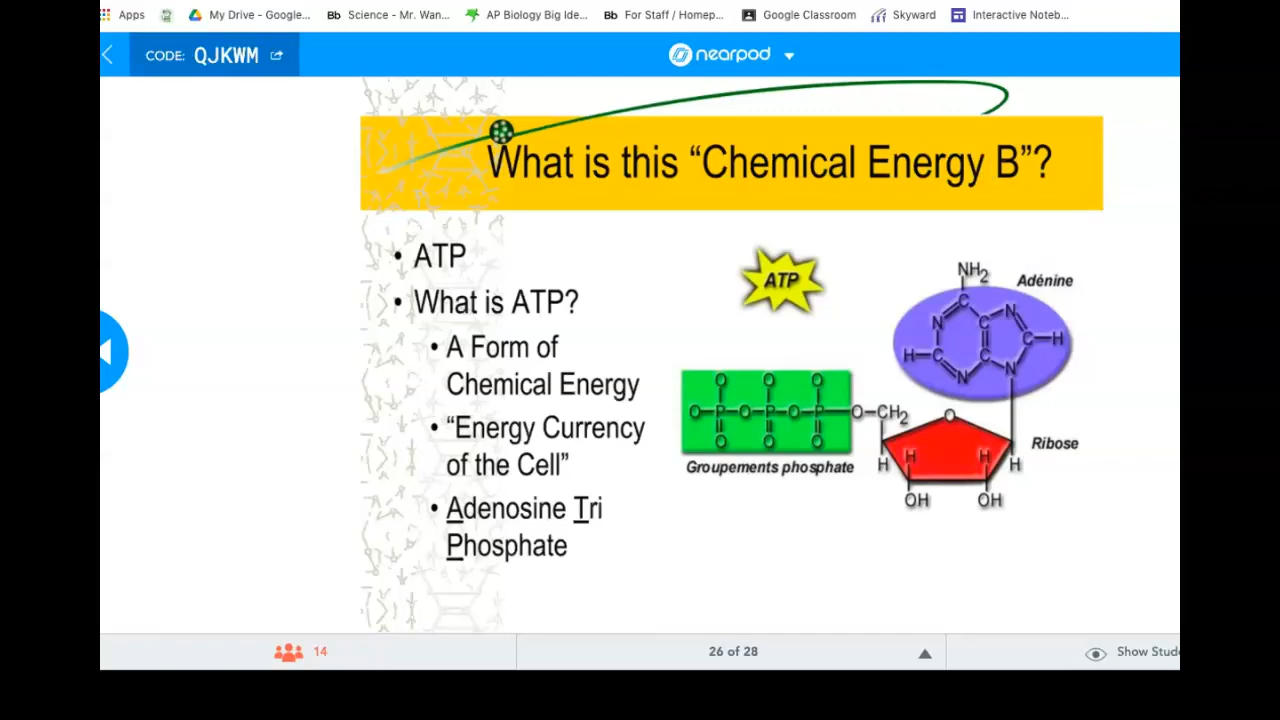 Apps
My Drive - Google...
Bb Science - Mr. Wan...
AP Biology Big Ide...
Bb For Staff / Homep...
Google Classroom
Skyward
Interactive Noteb...
CODE: QJKWM
nearpod
What is this “Chemical Energy B”?
• ATP
• What is ATP?
• A Form of
Chemical Energy
• “Energy Currency
of the Cell”
• Adenosine Tri
Phosphate
ATP
NH2
Adénine
C
N
N
C
H
C
C
H
C
N
N
O O O
O P O P O P O CH2
O O O
O
Groupements phosphate
Ribose
H
H
H
H
OH
OH
14
26 of 28
Show Stud